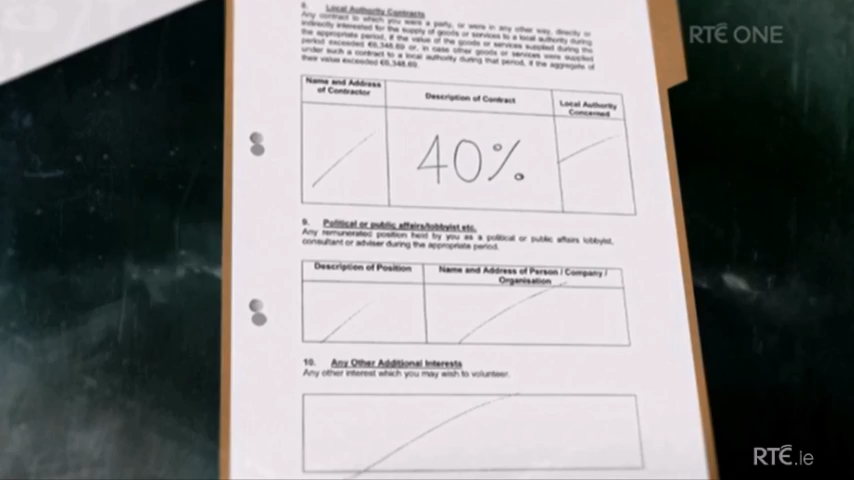 RTÉ ONE
8. Local Authority Contracts
Any contract to which you were a party, or were in any other way, directly or
indirectly interested for the supply of goods or services to a local authority during
the appropriate period, if the value of the goods or services supplied during the
period exceeded €6,348.69 or, in case other goods or services were supplied
under such a contract to a local authority during that period, if the aggregate of
their value exceeded €6,348.69.
Name and Address of Contractor
Description of Contract
Local Authority Concerned
40%
9. Political or public affairs/lobbyist etc.
Any remunerated position held by you as a political or public affairs lobbyist,
consultant or adviser during the appropriate period.
Description of Position
Name and Address of Person / Company /
Organisation
10. Any Other Additional Interests
Any other interest which you may wish to volunteer.
RTÉ.ie